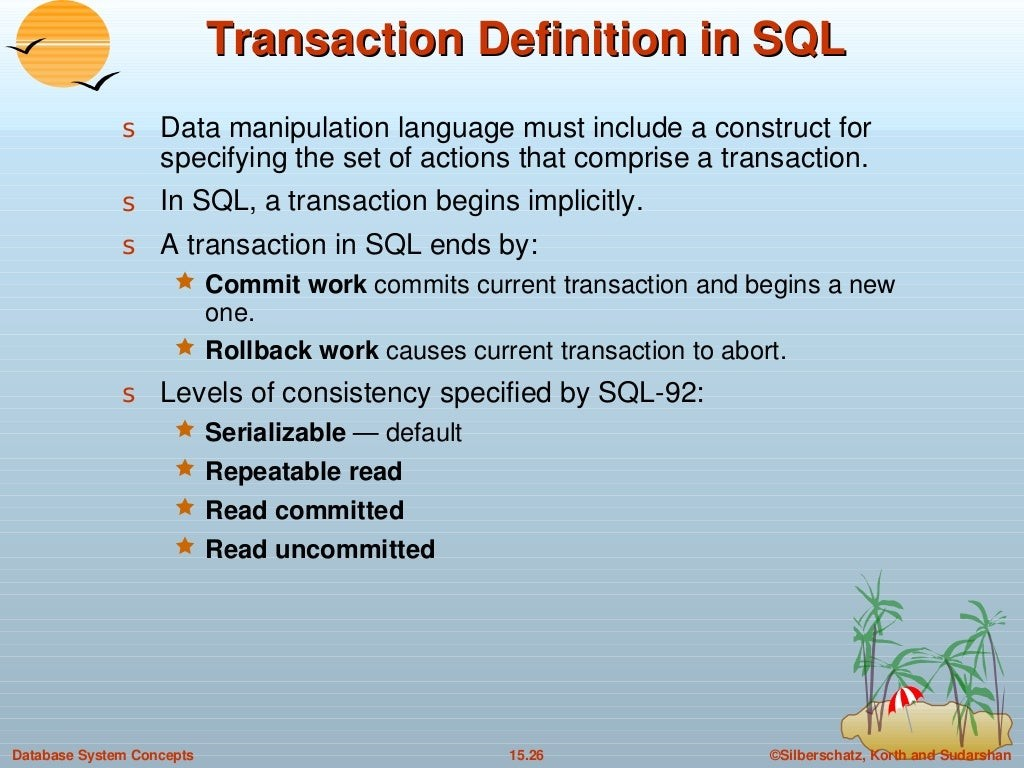 Transaction Definition in SQL
s Data manipulation language must include a construct for
specifying the set of actions that comprise a transaction.
s In SQL, a transaction begins implicitly.
s A transaction in SQL ends by:
Commit work commits current transaction and begins a new
one.
Rollback work causes current transaction to abort.
s Levels of consistency specified by SQL-92:
Serializable — default
Repeatable read
Read committed
Read uncommitted
Database System Concepts 15.26 ©Silberschatz, Korth and Sudarshan